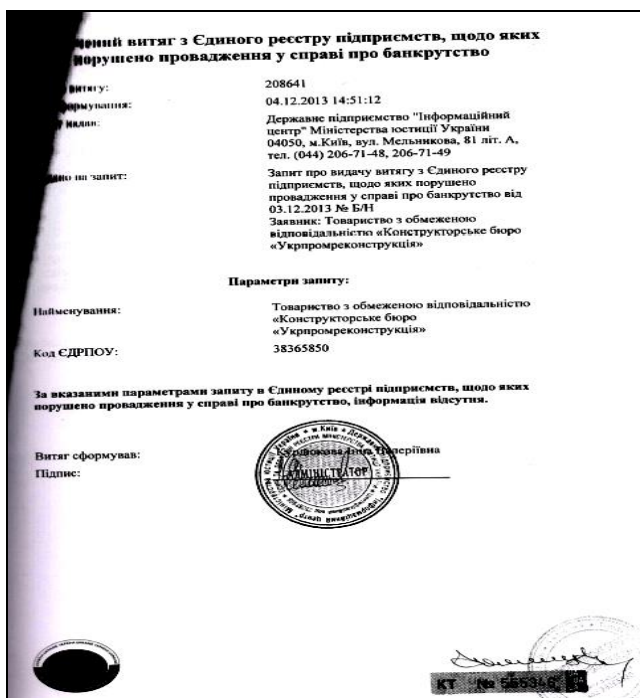 витяг з Єдиного реєстру підприємств, щодо яких
порушено провадження у справі про банкрутство
208641
04.12.2013 14:51:12
Державне підприємство "Інформаційний
центр" Міністерства юстиції України
04050, м.Київ, вул. Мельникова, 81 літ. А,
тел. (044) 206-71-48, 206-71-49
на запит:
Запит про видачу витягу з Єдиного реєстру
підприємств, щодо яких порушено
провадження у справі про банкрутство від
03.12.2013 № Б/Н
Заявник: Товариство з обмеженою
відповідальністю «Конструкторське бюро
«Укрпромреконструкція»
Параметри запиту:
Найменування:
Товариство з обмеженою відповідальністю
«Конструкторське бюро
«Укрпромреконструкція»
Код ЄДРПОУ:
38365850
За вказаними параметрами запиту в Єдиному реєстрі підприємств, щодо яких
порушено провадження у справі про банкрутство, інформація відсутня.
Витяг сформував:
Підпис:
АДМІНІСТРАТОР
КТ №